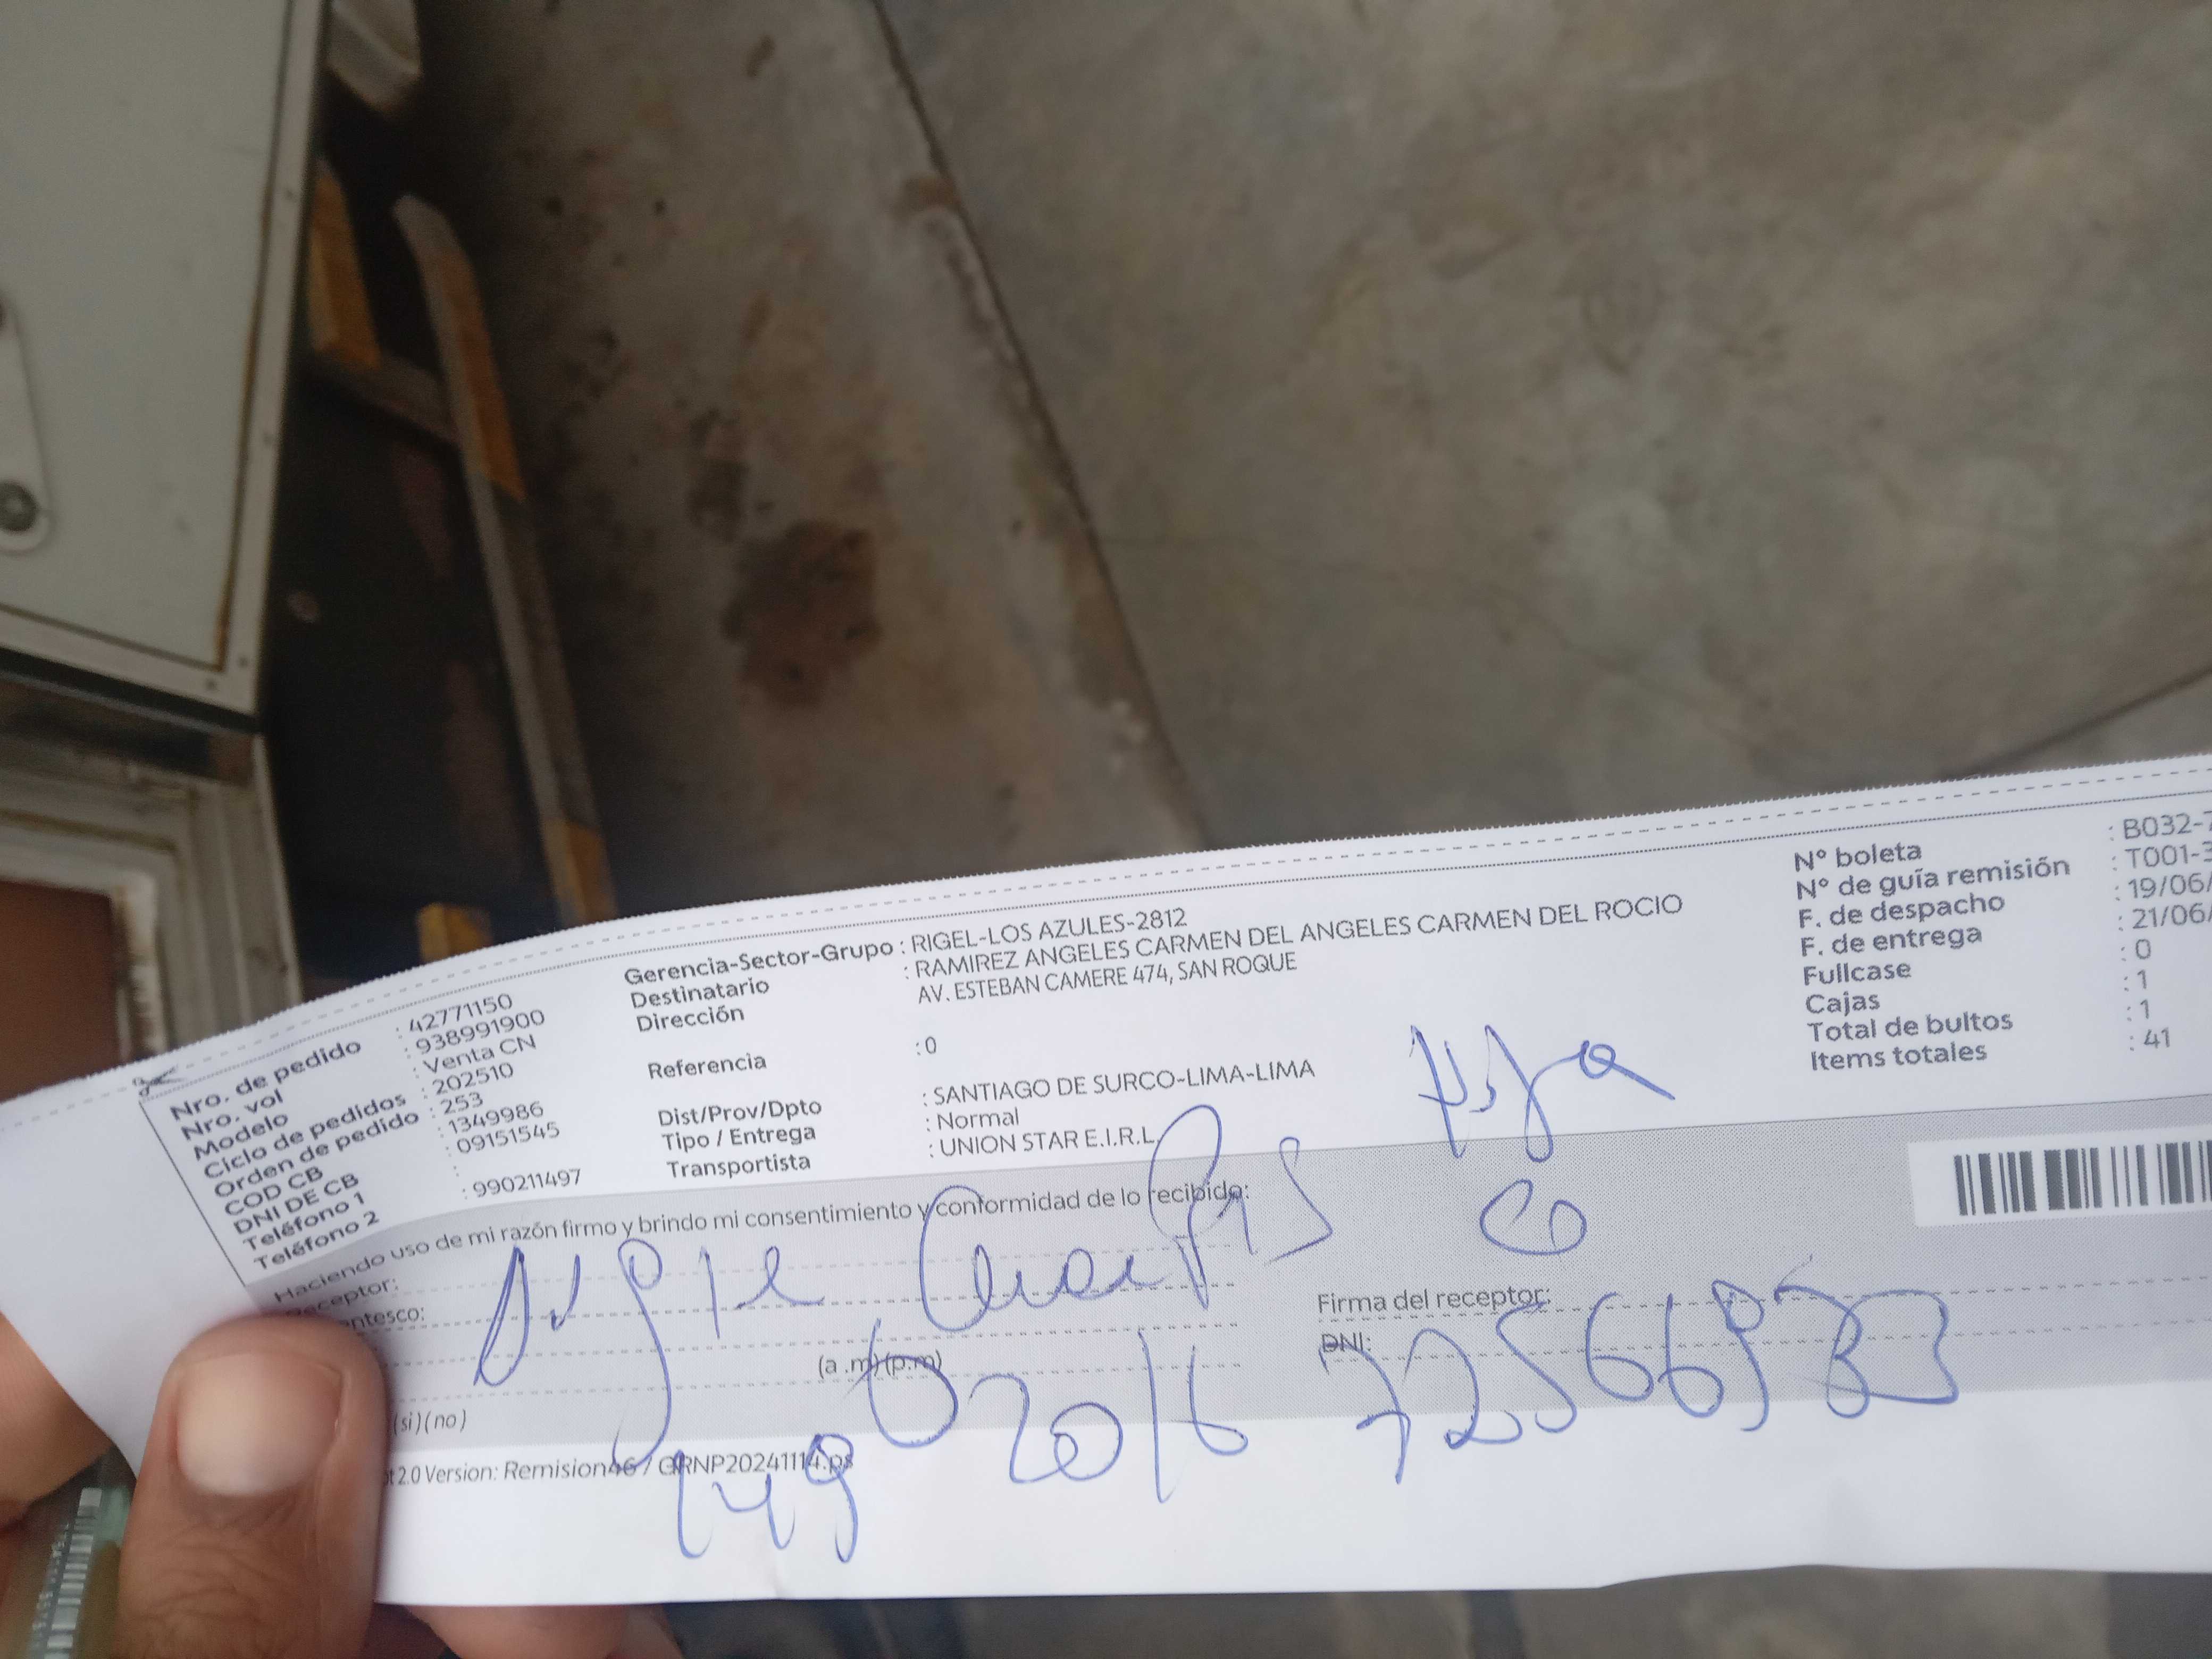 Nro. de pedido : 42771150
Nro. vol : 938991900
Modelo : Venta CN
Ciclo de pedidos : 202510
Orden de pedido : 253
COD CB : 1349986
DNI DE CB : 09151545
Teléfono 1 :
Teléfono 2 : 990211497
Gerencia-Sector-Grupo : RIGEL-LOS AZULES-2812
Destinatario : RAMIREZ ANGELES CARMEN DEL ANGELES CARMEN DEL ROCIO
Dirección AV. ESTEBAN CAMERE 474, SAN ROQUE
Referencia : 0
Dist/Prov/Dpto : SANTIAGO DE SURCO-LIMA-LIMA
Tipo / Entrega : Normal
Transportista : UNION STAR E.I.R.L.
N° boleta : B032-7
N° de guía remisión : T001-3
F. de despacho : 19/06/
F. de entrega : 21/06/
Fullcase : 0
Cajas : 1
Total de bultos : 1
Items totales : 41
Haciendo uso de mi razón firmo y brindo mi consentimiento y conformidad de lo recibido:
Receptor:
entesco:
Firma del receptor:
DNI:
(a .m) (p.m)
20/6
(si) (no)
2.0 Version: Remision46 / GRNP20241114.ps